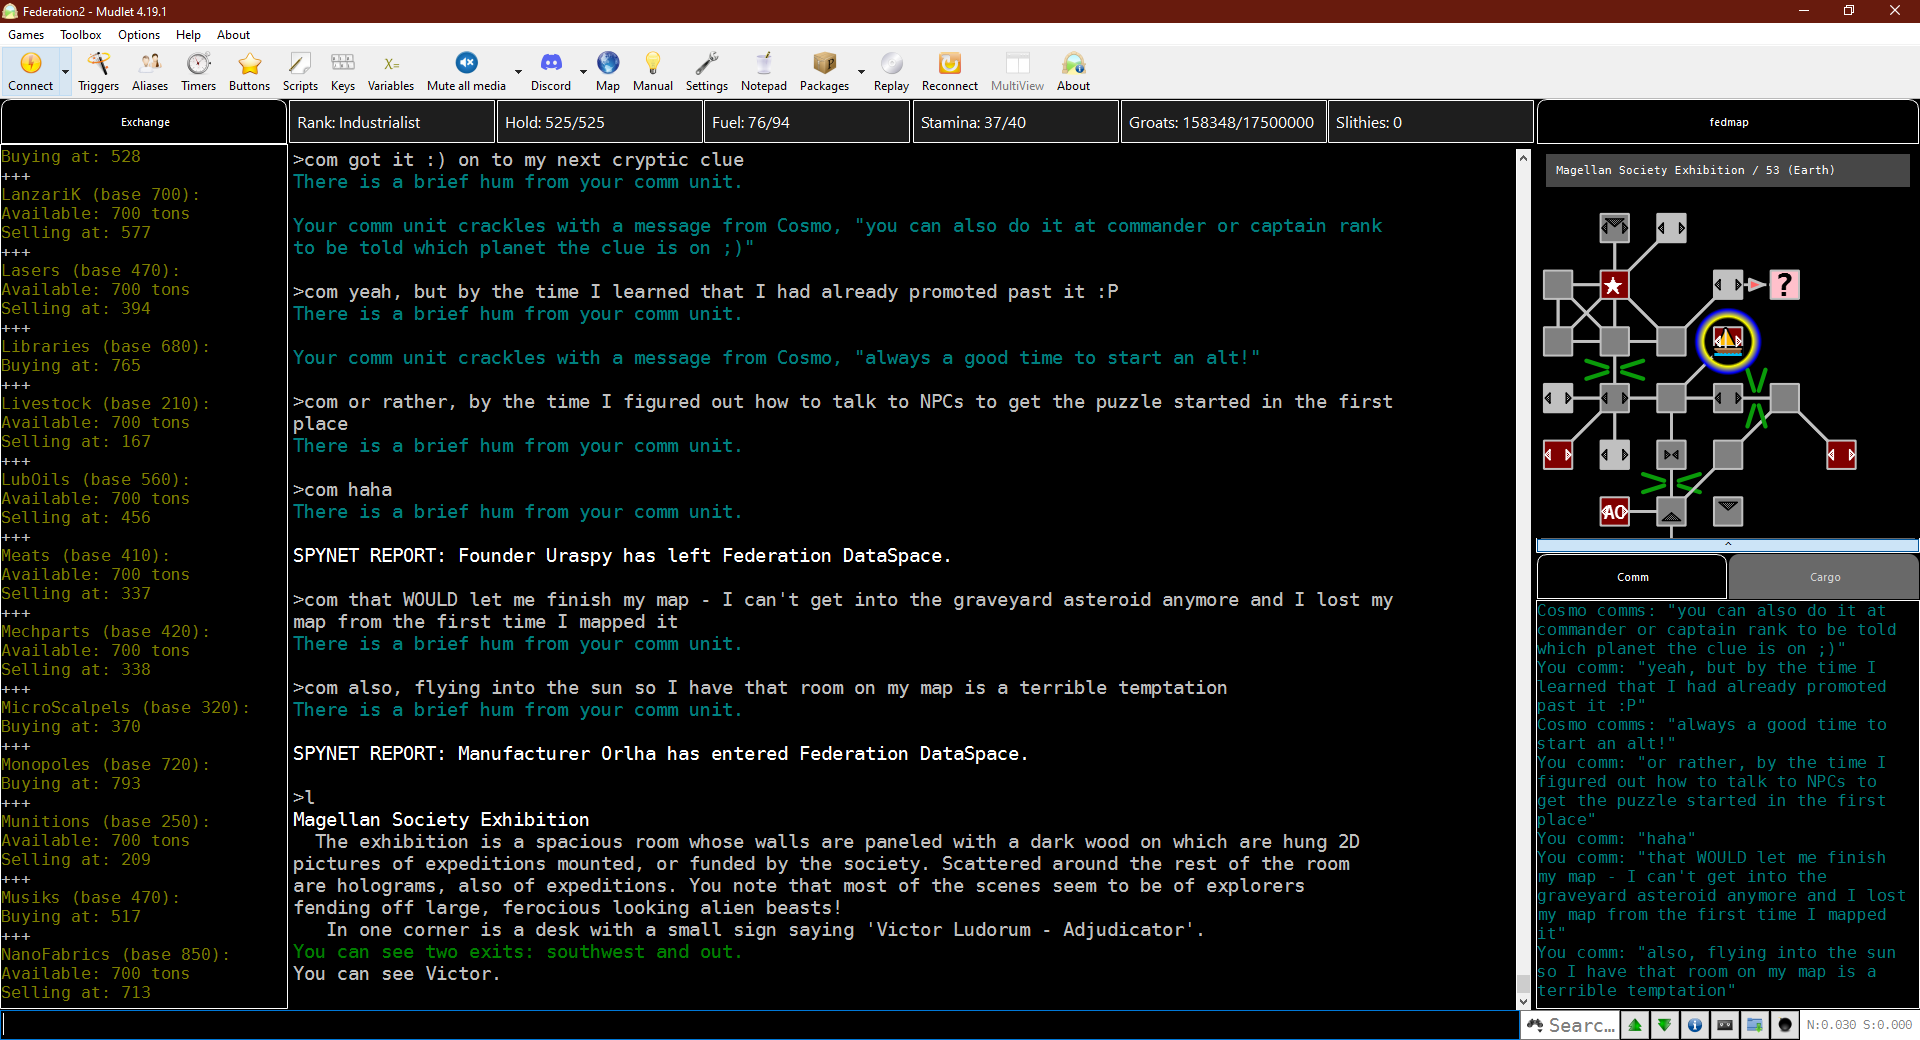 Federation2 - Mudlet 4.19.1
Games Toolbox Options Help About
Connect Triggers Aliases Timers Buttons Scripts Keys Variables Mute all media Discord Map Manual Settings Notepad Packages Replay Reconnect MultiView About
Exchange
Buying at: 528
+++
LanzariK (base 700):
Available: 700 tons
Selling at: 577
+++
Lasers (base 470):
Available: 700 tons
Selling at: 394
+++
Libraries (base 680):
Buying at: 765
+++
Livestock (base 210):
Available: 700 tons
Selling at: 167
+++
LubOils (base 560):
Available: 700 tons
Selling at: 456
+++
Meats (base 410):
Available: 700 tons
Selling at: 337
+++
Mechparts (base 420):
Available: 700 tons
Selling at: 338
+++
MicroScalpels (base 320):
Buying at: 370
+++
Monopoles (base 720):
Buying at: 793
+++
Munitions (base 250):
Available: 700 tons
Selling at: 209
+++
Musiks (base 470):
Buying at: 517
+++
NanoFabrics (base 850):
Available: 700 tons
Selling at: 713
Rank: Industrialist
Hold: 525/525
Fuel: 76/94
Stamina: 37/40
Groats: 158348/17500000
Slithies: 0
>com got it :) on to my next cryptic clue
There is a brief hum from your comm unit.
Your comm unit crackles with a message from Cosmo, "you can also do it at commander or captain rank
to be told which planet the clue is on ;)"
>com yeah, but by the time I learned that I had already promoted past it :P
There is a brief hum from your comm unit.
Your comm unit crackles with a message from Cosmo, "always a good time to start an alt!"
>com or rather, by the time I figured out how to talk to NPCs to get the puzzle started in the first
place
There is a brief hum from your comm unit.
>com haha
There is a brief hum from your comm unit.
SPYNET REPORT: Founder Uraspy has left Federation DataSpace.
>com that WOULD let me finish my map - I can't get into the graveyard asteroid anymore and I lost my
map from the first time I mapped it
There is a brief hum from your comm unit.
>com also, flying into the sun so I have that room on my map is a terrible temptation
There is a brief hum from your comm unit.
SPYNET REPORT: Manufacturer Orlha has entered Federation DataSpace.
>l
Magellan Society Exhibition
The exhibition is a spacious room whose walls are paneled with a dark wood on which are hung 2D
pictures of expeditions mounted, or funded by the society. Scattered around the rest of the room
are holograms, also of expeditions. You note that most of the scenes seem to be of explorers
fending off large, ferocious looking alien beasts!
In one corner is a desk with a small sign saying 'Victor Ludorum - Adjudicator'.
You can see two exits: southwest and out.
You can see Victor.
fedmap
Magellan Society Exhibition / 53 (Earth)
?
AC
Comm
Cargo
Cosmo comms: "you can also do it at
commander or captain rank to be told
which planet the clue is on ;)"
You comm: "yeah, but by the time I
learned that I had already promoted
past it :P"
Cosmo comms: "always a good time to
start an alt!"
You comm: "or rather, by the time I
figured out how to talk to NPCs to
get the puzzle started in the first
place"
You comm: "haha"
You comm: "that WOULD let me finish
my map - I can't get into the
graveyard asteroid anymore and I lost
my map from the first time I mapped
it"
You comm: "also, flying into the sun
so I have that room on my map is a
terrible temptation"
Searc...
N:0.030 S:0.000